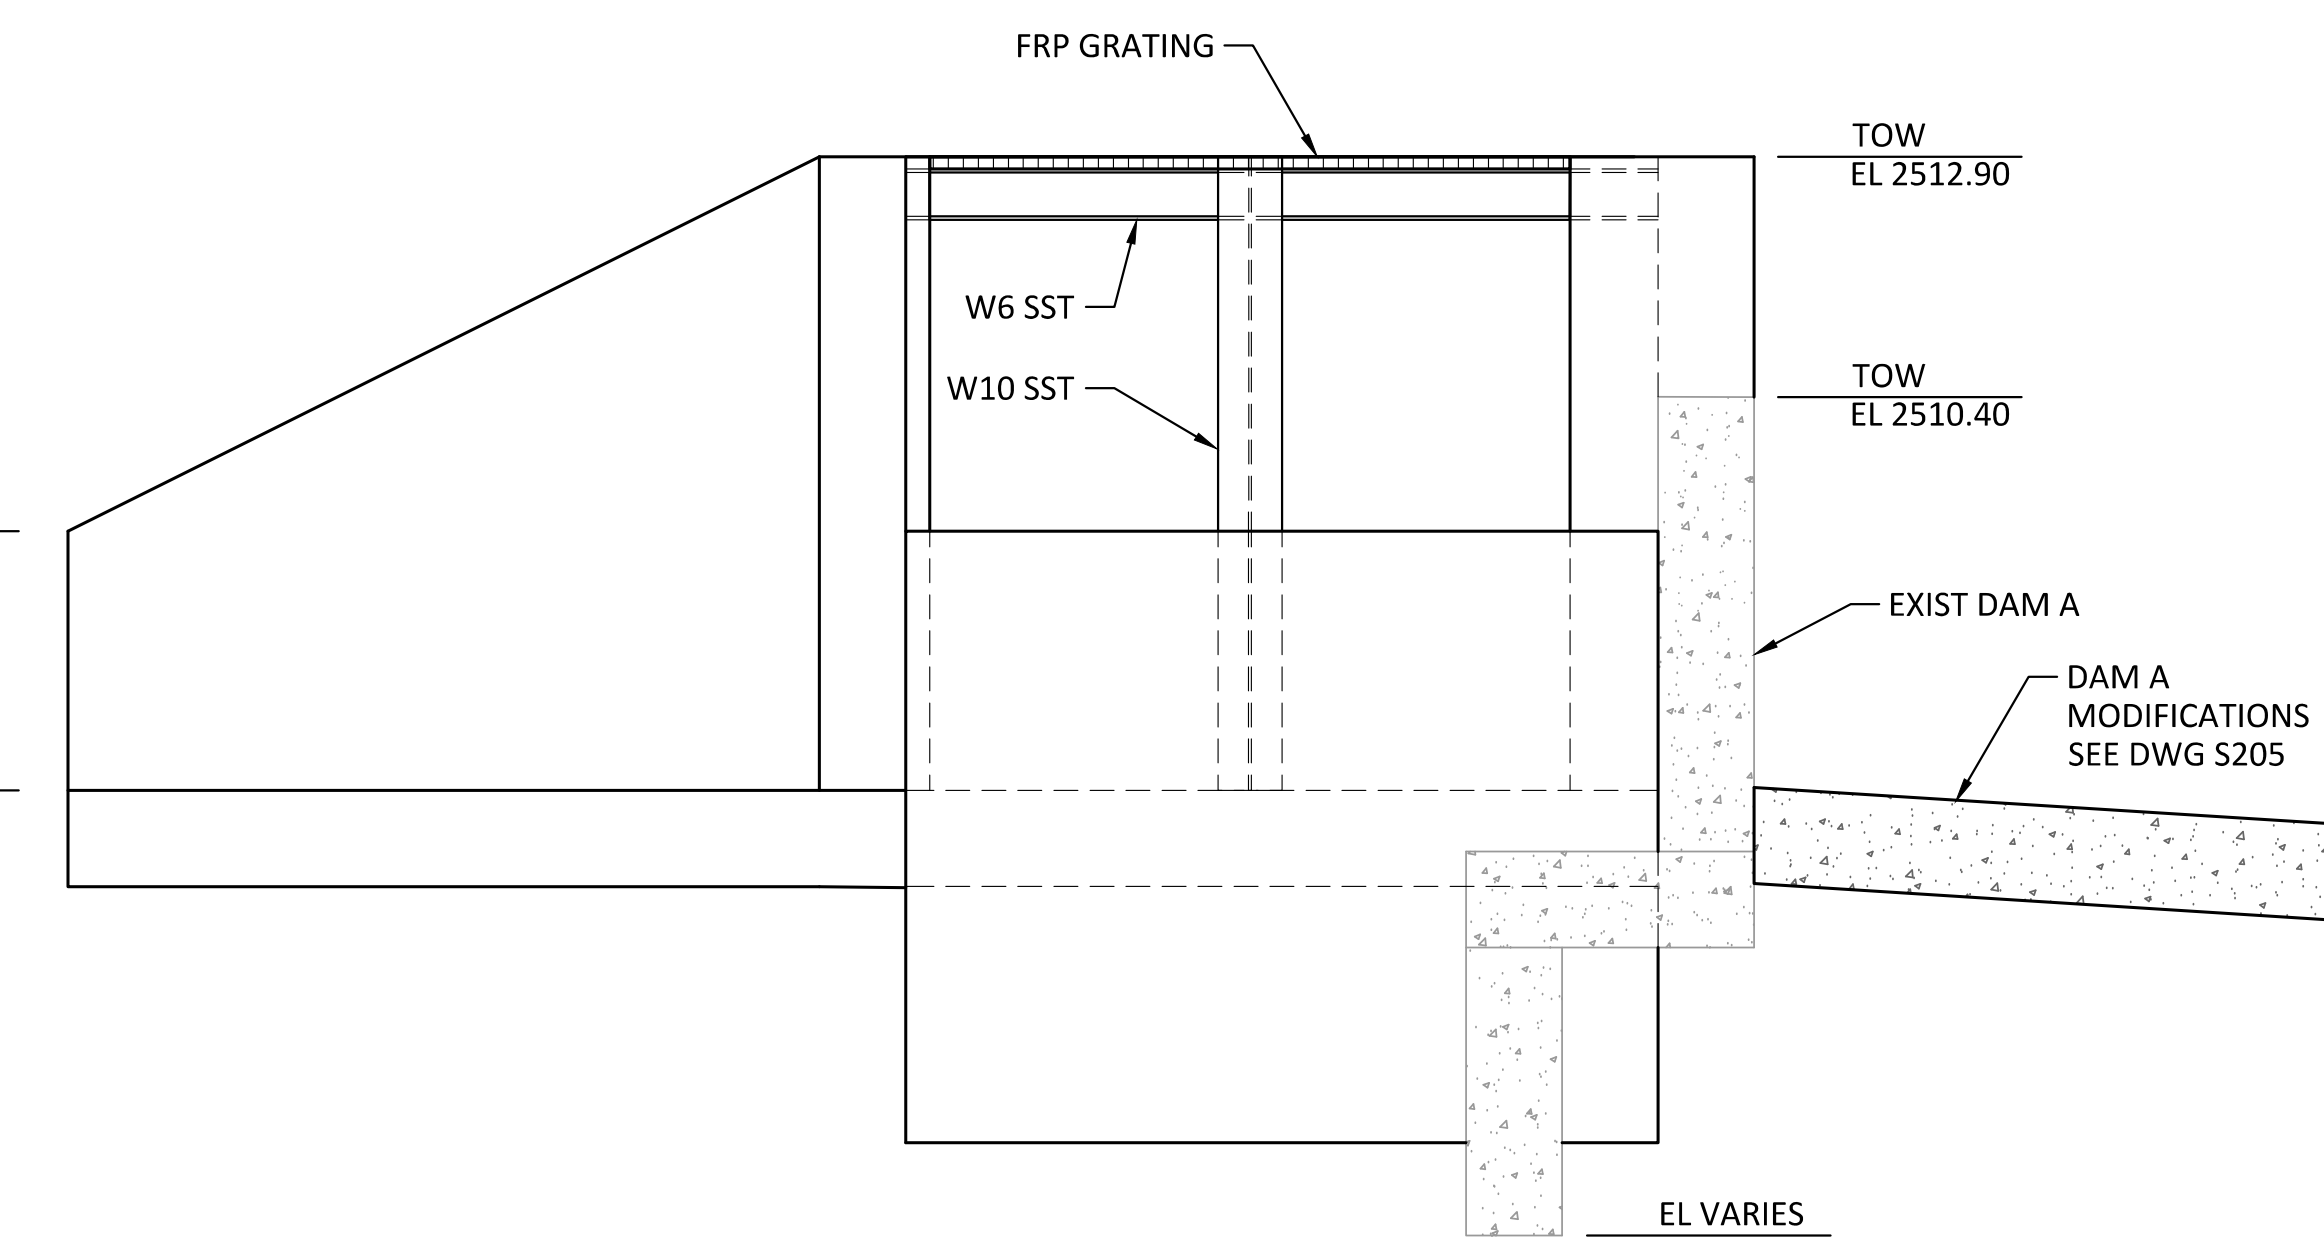 FRP GRATING
TOW
EL 2512.90
W6 SST
W10 SST
TOW
EL 2510.40
EXIST DAM A
DAM A
MODIFICATIONS
SEE DWG S205
EL VARIES